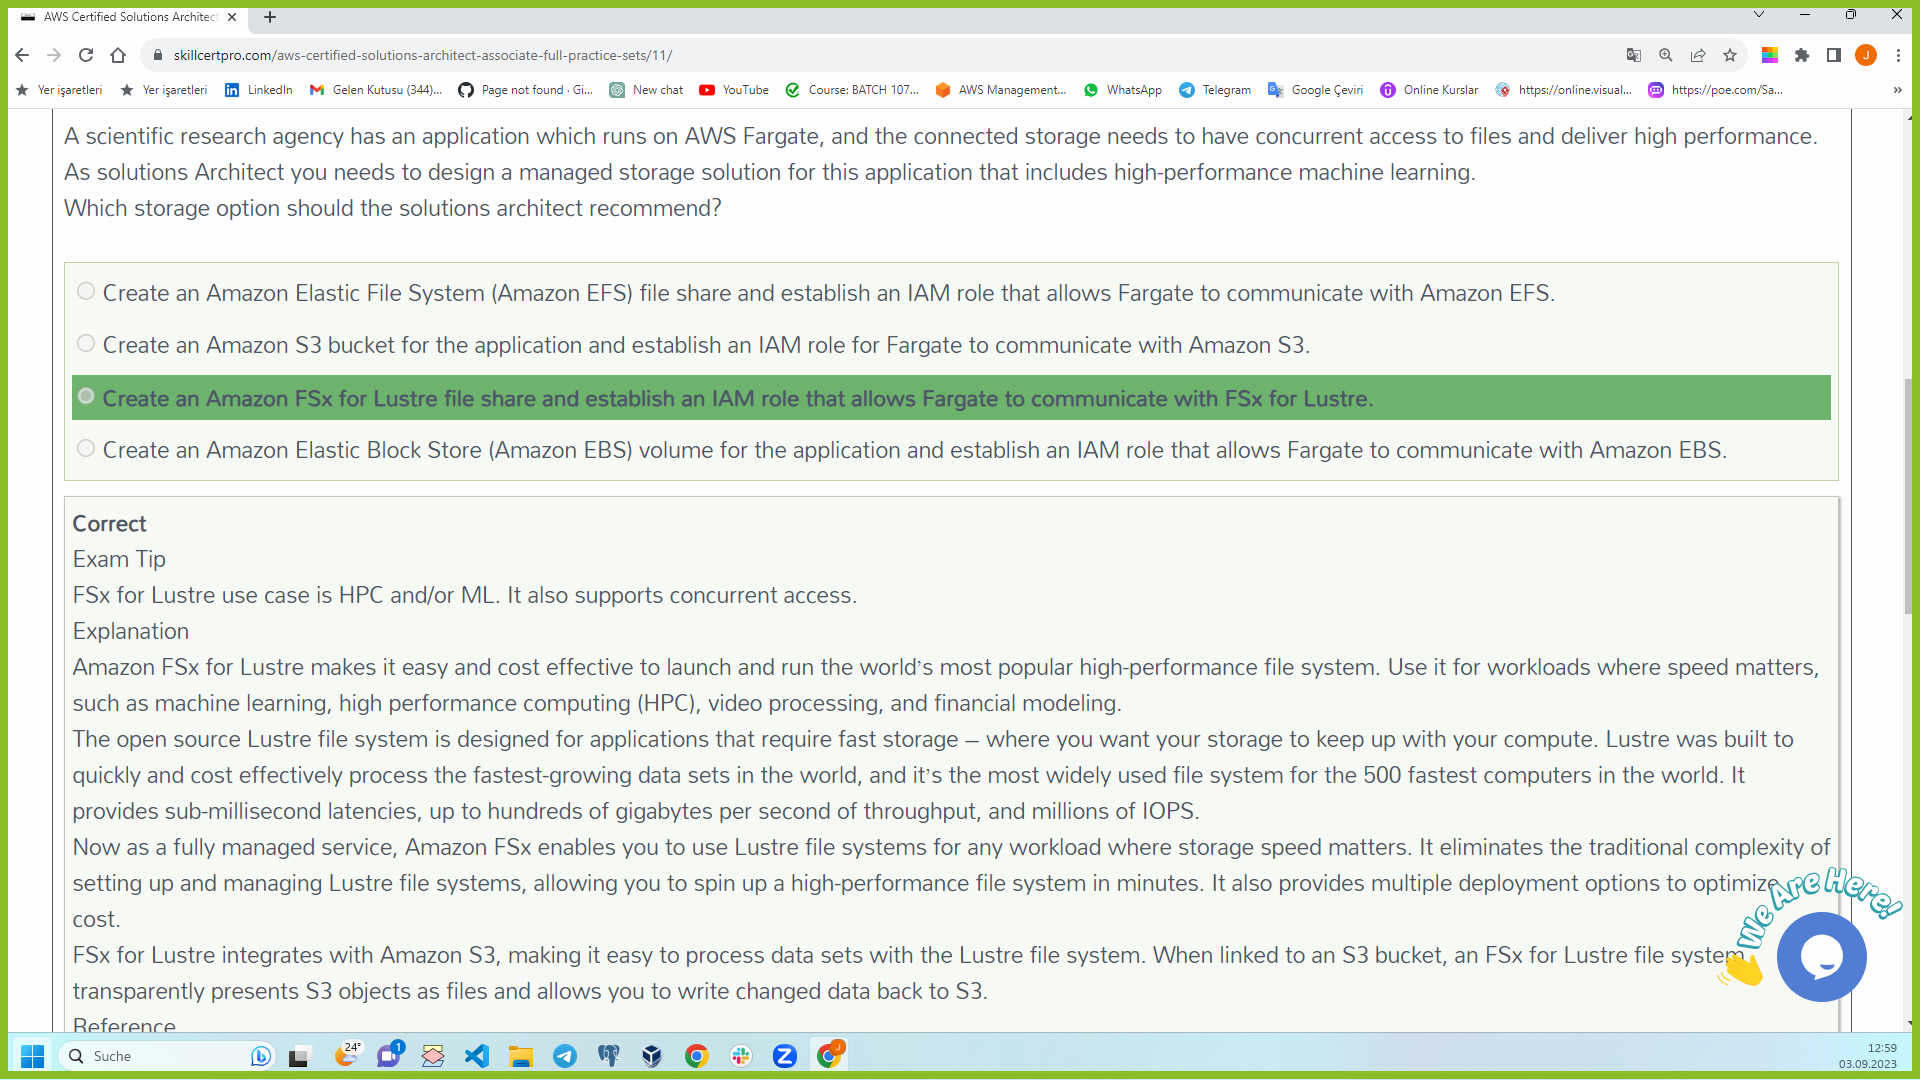 AWS Certified Solutions Architect
skillcertpro.com/aws-certified-solutions-architect-associate-full-practice-sets/11/
J
Yer işaretleri
Yer işaretleri
LinkedIn
Gelen Kutusu (344)...
Page not found · Gi...
New chat
YouTube
Course: BATCH 107...
AWS Management...
WhatsApp
Telegram
Google Çeviri
Online Kurslar
https://online.visual...
https://poe.com/Sa...
»
A scientific research agency has an application which runs on AWS Fargate, and the connected storage needs to have concurrent access to files and deliver high performance.
As solutions Architect you needs to design a managed storage solution for this application that includes high-performance machine learning.
Which storage option should the solutions architect recommend?
Create an Amazon Elastic File System (Amazon EFS) file share and establish an IAM role that allows Fargate to communicate with Amazon EFS.
Create an Amazon S3 bucket for the application and establish an IAM role for Fargate to communicate with Amazon S3.
Create an Amazon FSx for Lustre file share and establish an IAM role that allows Fargate to communicate with FSx for Lustre.
Create an Amazon Elastic Block Store (Amazon EBS) volume for the application and establish an IAM role that allows Fargate to communicate with Amazon EBS.
Correct
Exam Tip
FSx for Lustre use case is HPC and/or ML. It also supports concurrent access.
Explanation
Amazon FSx for Lustre makes it easy and cost effective to launch and run the world's most popular high-performance file system. Use it for workloads where speed matters,
such as machine learning, high performance computing (HPC), video processing, and financial modeling.
The open source Lustre file system is designed for applications that require fast storage – where you want your storage to keep up with your compute. Lustre was built to
quickly and cost effectively process the fastest-growing data sets in the world, and it's the most widely used file system for the 500 fastest computers in the world. It
provides sub-millisecond latencies, up to hundreds of gigabytes per second of throughput, and millions of IOPS.
Now as a fully managed service, Amazon FSx enables you to use Lustre file systems for any workload where storage speed matters. It eliminates the traditional complexity of
setting up and managing Lustre file systems, allowing you to spin up a high-performance file system in minutes. It also provides multiple deployment options to optimize
cost.
FSx for Lustre integrates with Amazon S3, making it easy to process data sets with the Lustre file system. When linked to an S3 bucket, an FSx for Lustre file system
transparently presents S3 objects as files and allows you to write changed data back to S3.
Reference
We Are Here!
Suche
24°
1
J
12:59
03.09.2023